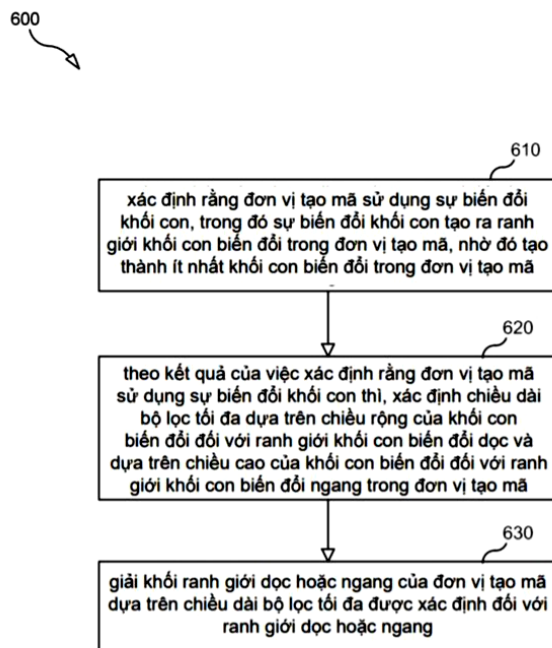 600
610
xác định rằng đơn vị tạo mã sử dụng sự biến đổi
khối con, trong đó sự biến đổi khối con tạo ra ranh
giới khối con biến đổi trong đơn vị tạo mã, nhờ đó tạo
thành ít nhất khối con biến đổi trong đơn vị tạo mã
620
theo kết quả của việc xác định rằng đơn vị tạo mã
sử dụng sự biến đổi khối con thì, xác định chiều dài
bộ lọc tối đa dựa trên chiều rộng của khối con
biến đổi đối với ranh giới khối con biến đổi dọc và
dựa trên chiều cao của khối con biến đổi đối với ranh
giới khối con biến đổi ngang trong đơn vị tạo mã
630
giải khối ranh giới dọc hoặc ngang của đơn vị tạo mã
dựa trên chiều dài bộ lọc tối đa được xác định đối với
ranh giới dọc hoặc ngang